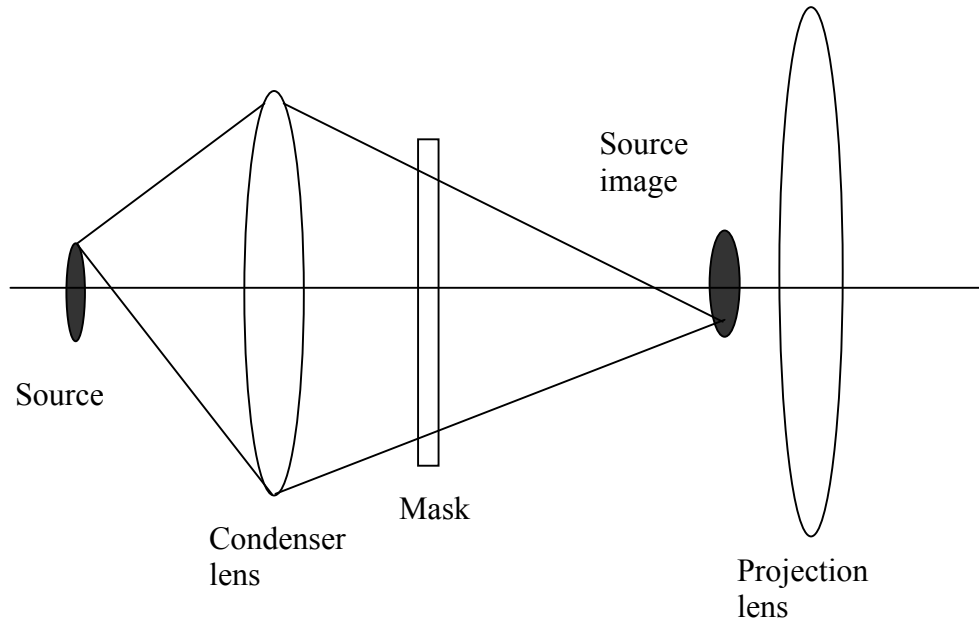 Source
image
Source
Mask
Condenser
lens
Projection
lens